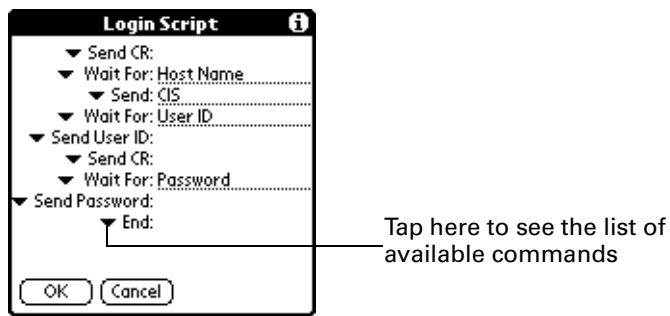 Login Script
Send CR:
Wait For: Host Name
Send: CIS
Wait For: User ID
Send User ID:
Send CR:
Wait For: Password
Send Password:
End:
Tap here to see the list of
available commands
OK Cancel